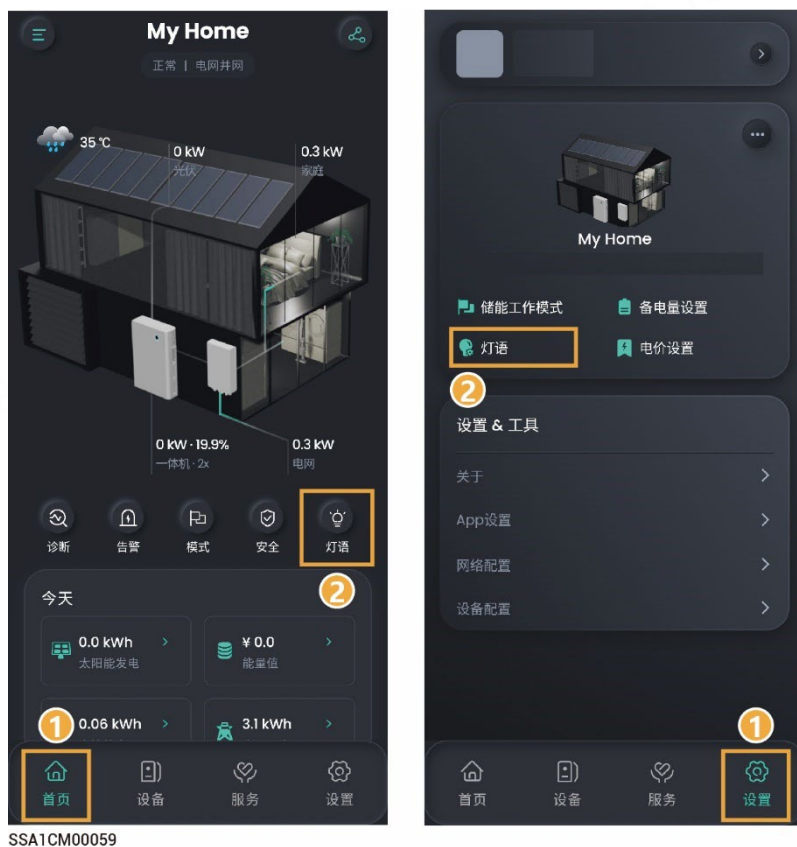 My Home
正常 | 电网并网
35 ℃
0 kW
光伏
0.3 kW
家庭
0 kW · 19.9%
一体机 · 2x
0.3 kW
电网
诊断
告警
模式
安全
灯语
2
今天
0.0 kWh
太阳能发电
¥ 0.0
能量值
1
0.06 kWh
3.1 kWh
首页
设备
服务
设置
My Home
储能工作模式
备电量设置
灯语
电价设置
2
设置 & 工具
关于
App设置
网络配置
设备配置
1
首页
设备
服务
设置
SSA1CM00059